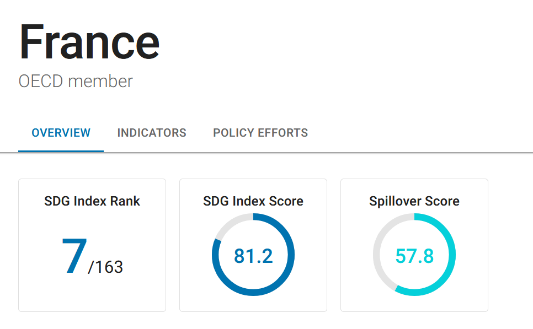 France
OECD member
OVERVIEW INDICATORS POLICY EFFORTS
SDG Index Rank
7/163
SDG Index Score
81.2
Spillover Score
57.8